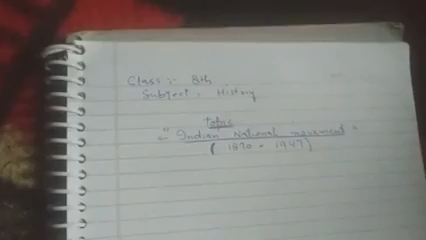 Class :- 8th
Subject . History
Topic
" Indian National movement "
( 1870 - 1947)